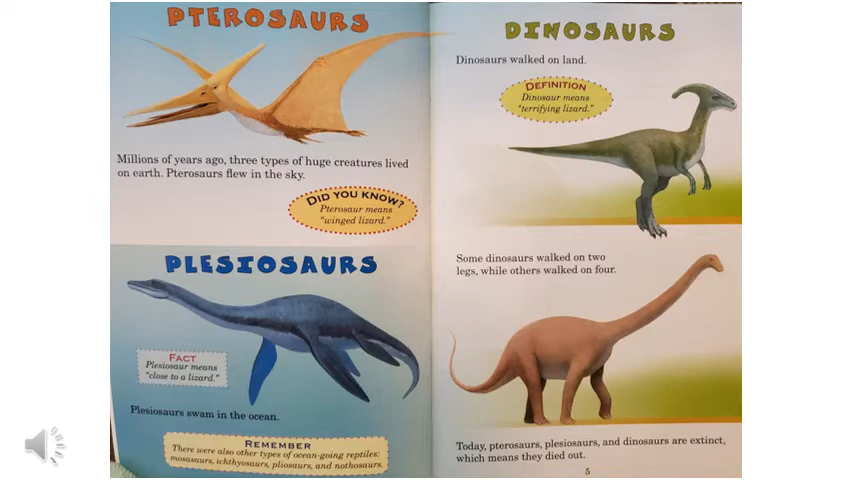 PTEROSAURS
Millions of years ago, three types of huge creatures lived
on earth. Pterosaurs flew in the sky.
DID YOU KNOW?
Pterosaur means
"winged lizard."
PLESIOSAURS
FACT
Plesiosaur means
"close to a lizard."
Plesiosaurs swam in the ocean.
REMEMBER
There were also other types of ocean-going reptiles:
mosasaurs, ichthyosaurs, pliosaurs, and nothosaurs.
DINOSAURS
Dinosaurs walked on land.
DEFINITION
Dinosaur means
"terrifying lizard."
Some dinosaurs walked on two
legs, while others walked on four.
Today, pterosaurs, plesiosaurs, and dinosaurs are extinct,
which means they died out.
5